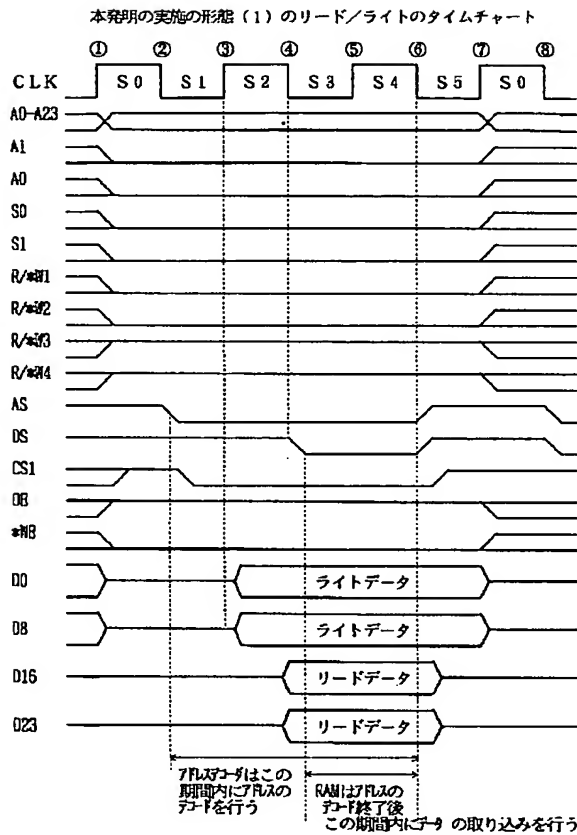 本発明の実施の形態(1)のリード/ライトのタイムチャート
① ② ③ ④ ⑤ ⑥ ⑦ ⑧
CLK S0 S1 S2 S3 S4 S5 S0
A0-A23
A1
A0
S0
S1
R/*W1
R/*W2
R/*W3
R/*W4
AS
DS
CS1
OB
*WB
D0 ライトデータ
D8 ライトデータ
D16 リードデータ
D23 リードデータ
アドレスデコーダはこの
期間内にアドレスの
デコードを行う
RAMはアドレスの
デコード終了後
この期間内にデータの取り込みを行う